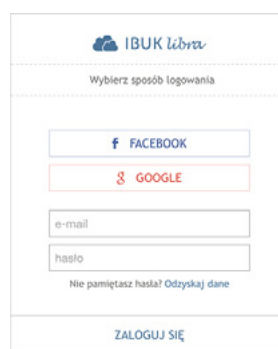 IBUK libra
Wybierz sposób logowania
f FACEBOOK
g GOOGLE
e-mail
hasło
Nie pamiętasz hasła? Odzyskaj dane
ZALOGUJ SIĘ